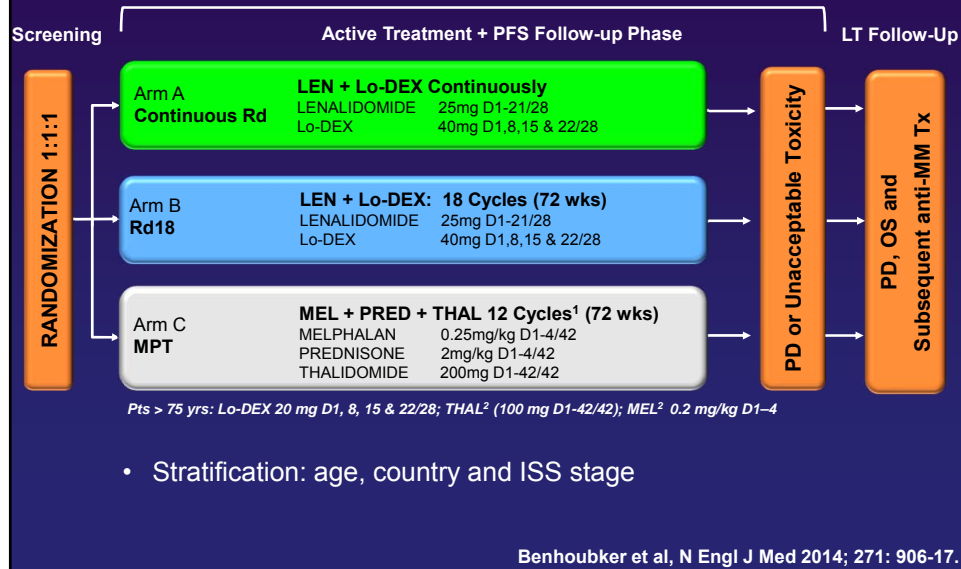 Screening
Active Treatment + PFS Follow-up Phase
LT Follow-Up
RANDOMIZATION 1:1:1
Arm A
Continuous Rd
LEN + Lo-DEX Continuously
LENALIDOMIDE 25mg D1-21/28
Lo-DEX 40mg D1,8,15 & 22/28
Arm B
Rd18
LEN + Lo-DEX: 18 Cycles (72 wks)
LENALIDOMIDE 25mg D1-21/28
Lo-DEX 40mg D1,8,15 & 22/28
Arm C
MPT
MEL + PRED + THAL 12 Cycles¹ (72 wks)
MELPHALAN 0.25mg/kg D1-4/42
PREDNISONE 2mg/kg D1-4/42
THALIDOMIDE 200mg D1-42/42
PD or Unacceptable Toxicity
PD, OS and
Subsequent anti-MM Tx
Pts > 75 yrs: Lo-DEX 20 mg D1, 8, 15 & 22/28; THAL² (100 mg D1-42/42); MEL² 0.2 mg/kg D1–4
• Stratification: age, country and ISS stage
Benhoubker et al, N Engl J Med 2014; 271: 906-17.